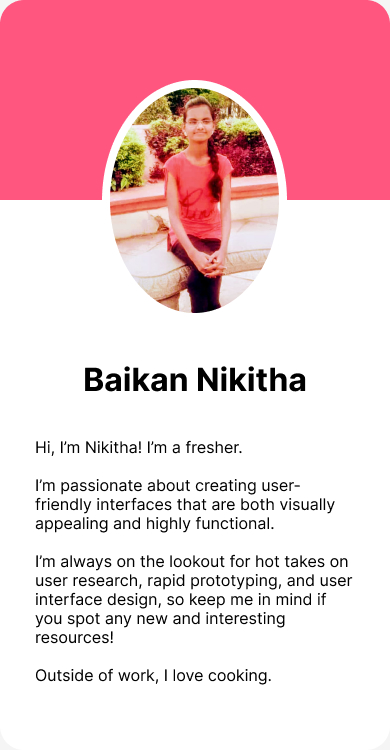 Baikan Nikitha
Hi, I’m Nikitha! I’m a fresher.
I’m passionate about creating user-
friendly interfaces that are both visually
appealing and highly functional.
I’m always on the lookout for hot takes on
user research, rapid prototyping, and user
interface design, so keep me in mind if
you spot any new and interesting
resources!
Outside of work, I love cooking.